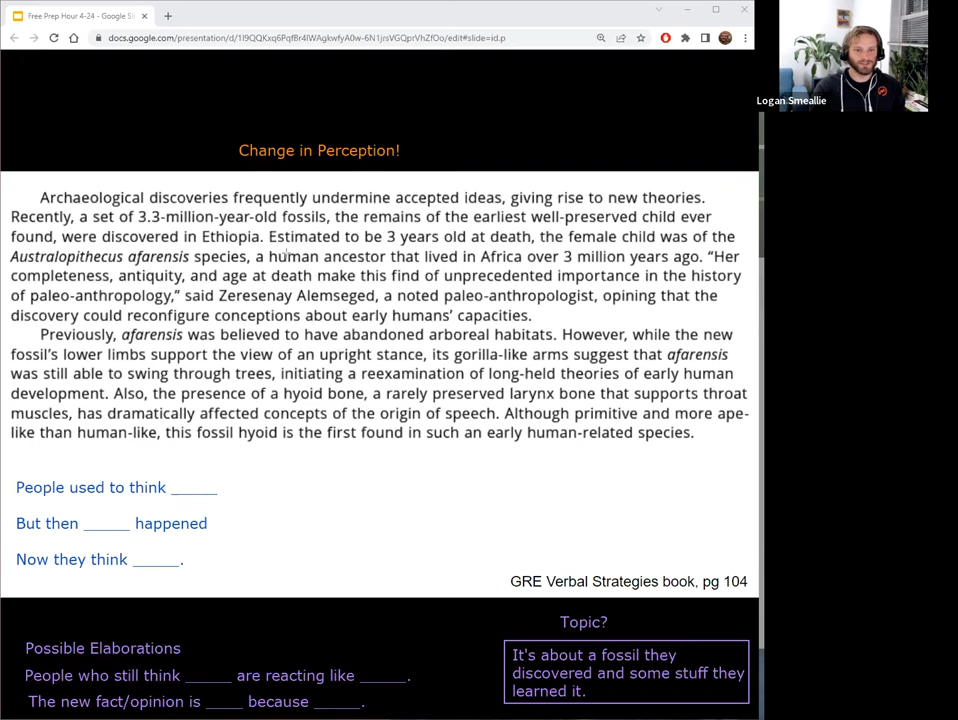 Free Prep Hour 4-24 - Google Sl
docs.google.com/presentation/d/1I9QQKxq6PqfBr4lWAgkwfyA0w-6N1jrsVGQprVhZfOo/edit#slide=id.p
Logan Smeallie
Change in Perception!
Archaeological discoveries frequently undermine accepted ideas, giving rise to new theories.
Recently, a set of 3.3-million-year-old fossils, the remains of the earliest well-preserved child ever
found, were discovered in Ethiopia. Estimated to be 3 years old at death, the female child was of the
Australopithecus afarensis species, a human ancestor that lived in Africa over 3 million years ago. “Her
completeness, antiquity, and age at death make this find of unprecedented importance in the history
of paleo-anthropology,” said Zeresenay Alemseged, a noted paleo-anthropologist, opining that the
discovery could reconfigure conceptions about early humans’ capacities.
Previously, afarensis was believed to have abandoned arboreal habitats. However, while the new
fossil’s lower limbs support the view of an upright stance, its gorilla-like arms suggest that afarensis
was still able to swing through trees, initiating a reexamination of long-held theories of early human
development. Also, the presence of a hyoid bone, a rarely preserved larynx bone that supports throat
muscles, has dramatically affected concepts of the origin of speech. Although primitive and more ape-
like than human-like, this fossil hyoid is the first found in such an early human-related species.
People used to think _____
But then _____ happened
Now they think _____.
GRE Verbal Strategies book, pg 104
Possible Elaborations
People who still think _____ are reacting like _____.
The new fact/opinion is ____ because _____.
Topic?
It's about a fossil they
discovered and some stuff they
learned it.